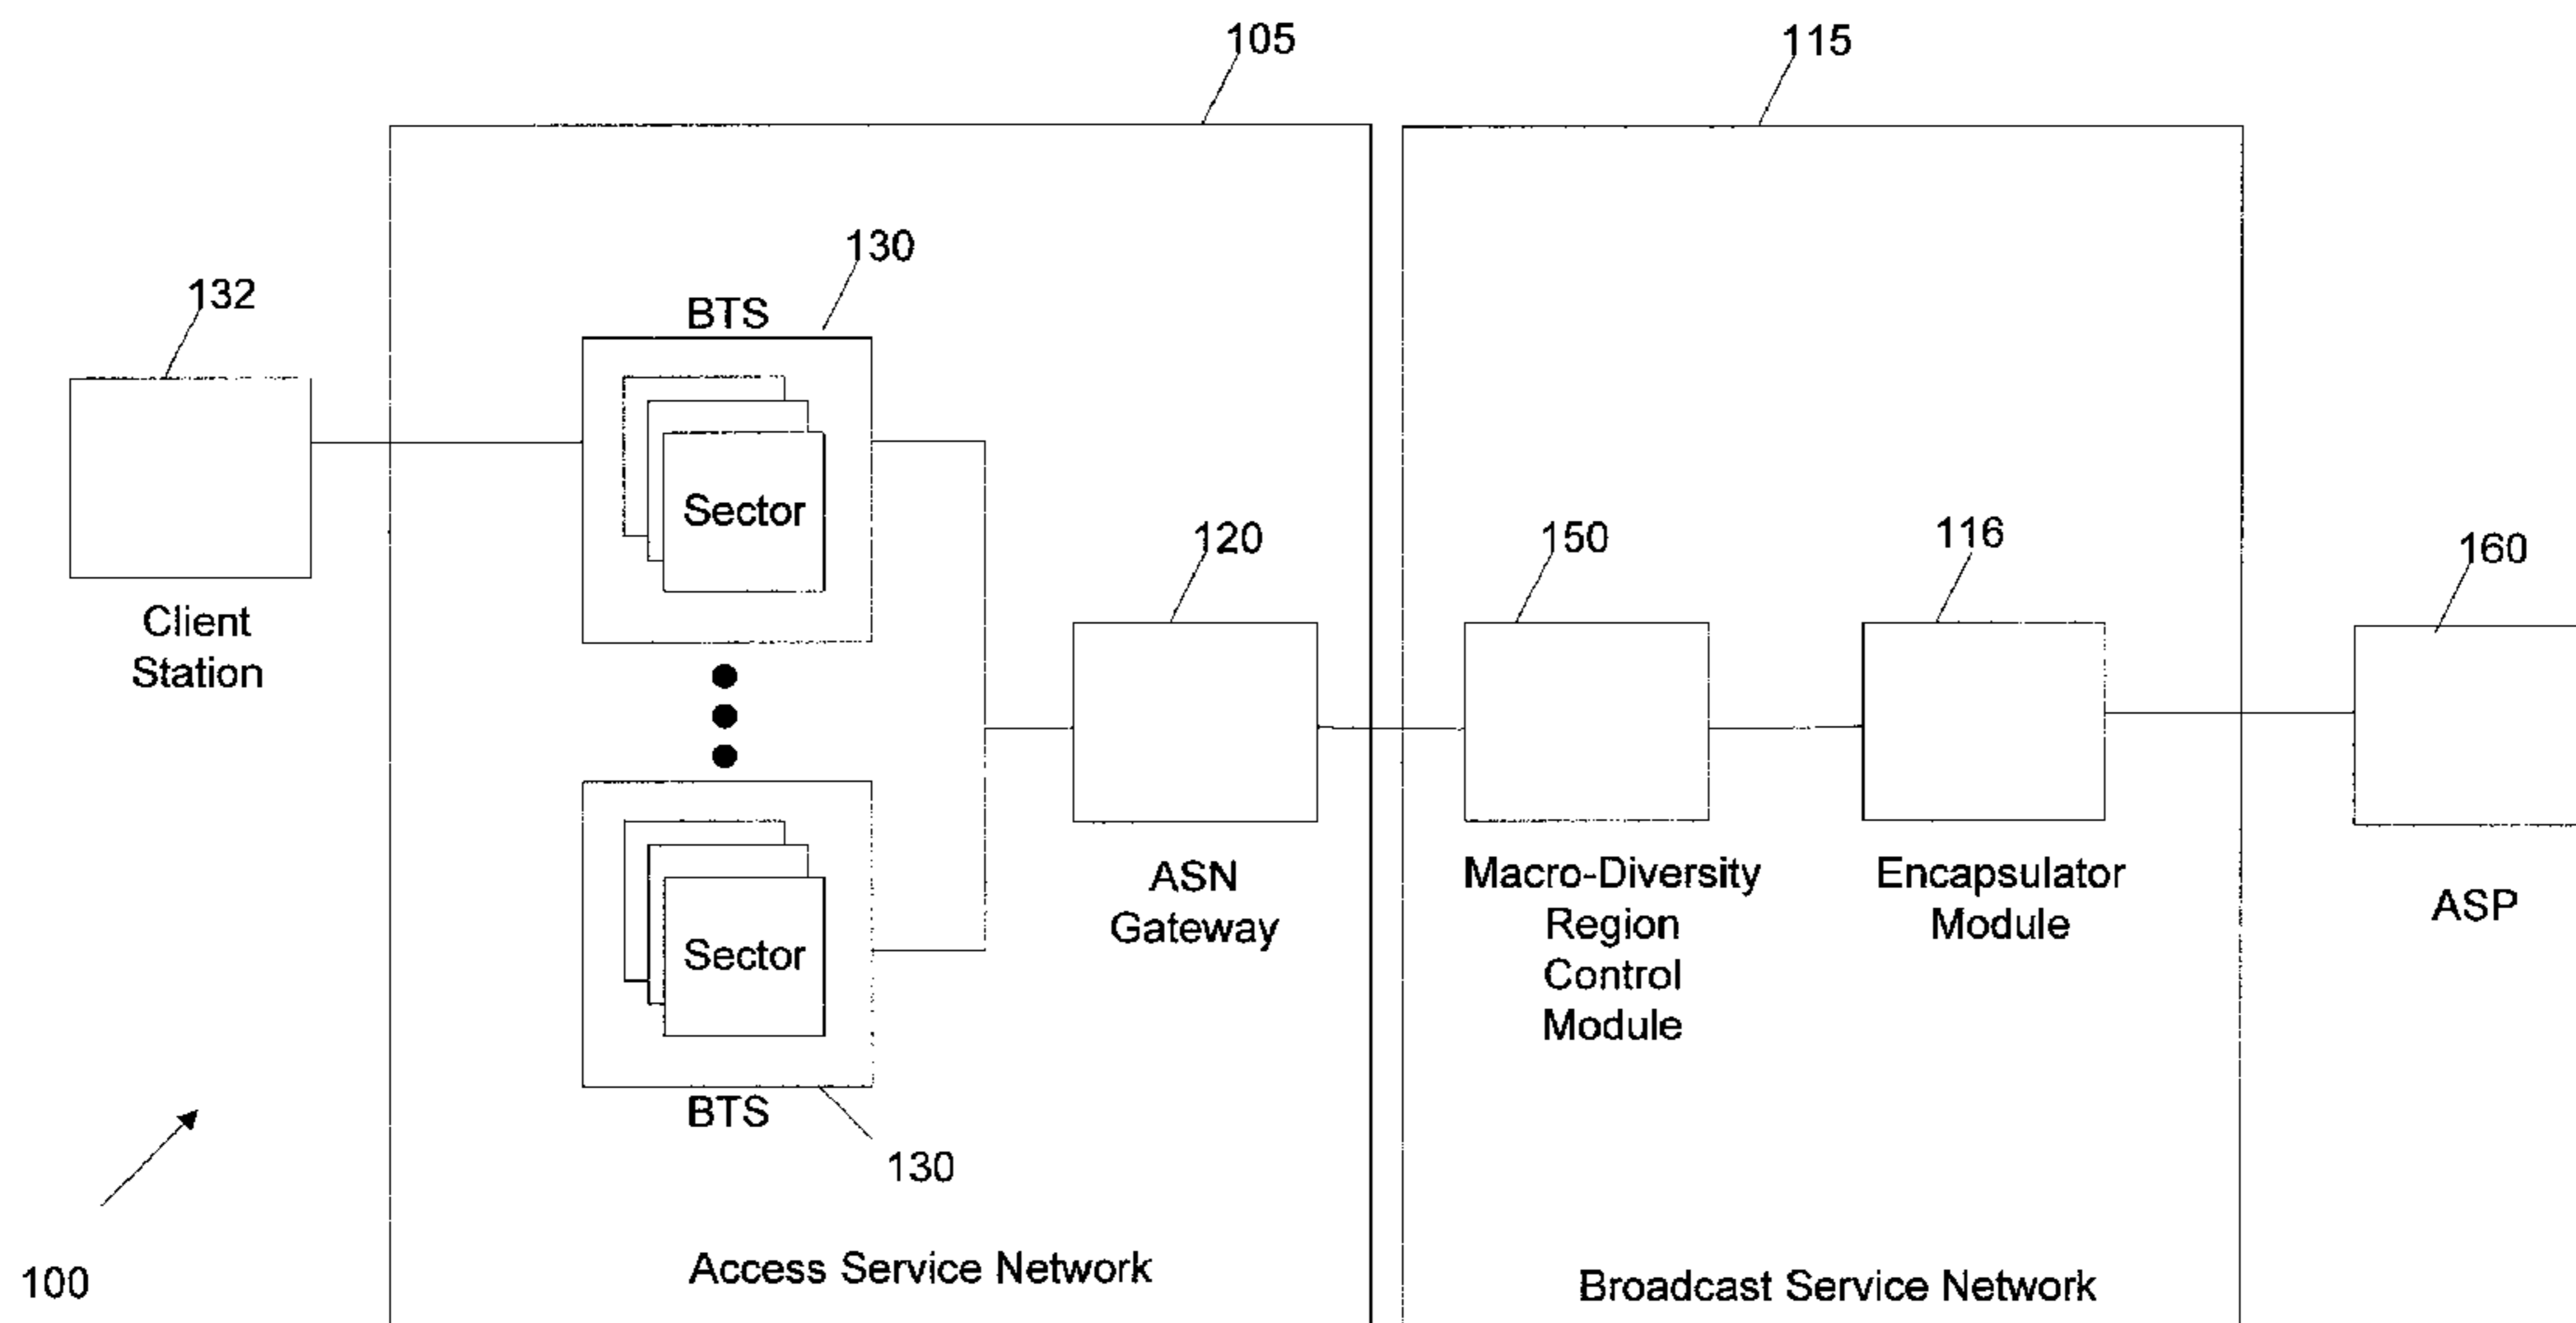 105
115
130
132
BTS
Sector
120
150
116
160
Client
Station
ASN
Gateway
Macro-Diversity
Region
Control
Module
Encapsulator
Module
ASP
Sector
BTS
130
Access Service Network
Broadcast Service Network
100